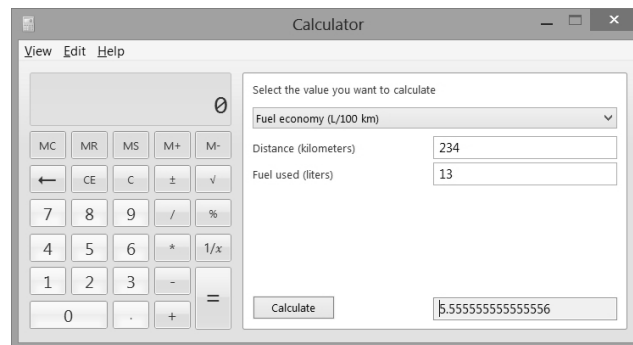 Calculator
View Edit Help
0
MC MR MS M+ M-
← CE C ± √
7 8 9 / %
4 5 6 * 1/x
1 2 3 - =
0 . +
Select the value you want to calculate
Fuel economy (L/100 km)
Distance (kilometers) 234
Fuel used (liters) 13
Calculate 5.555555555555556